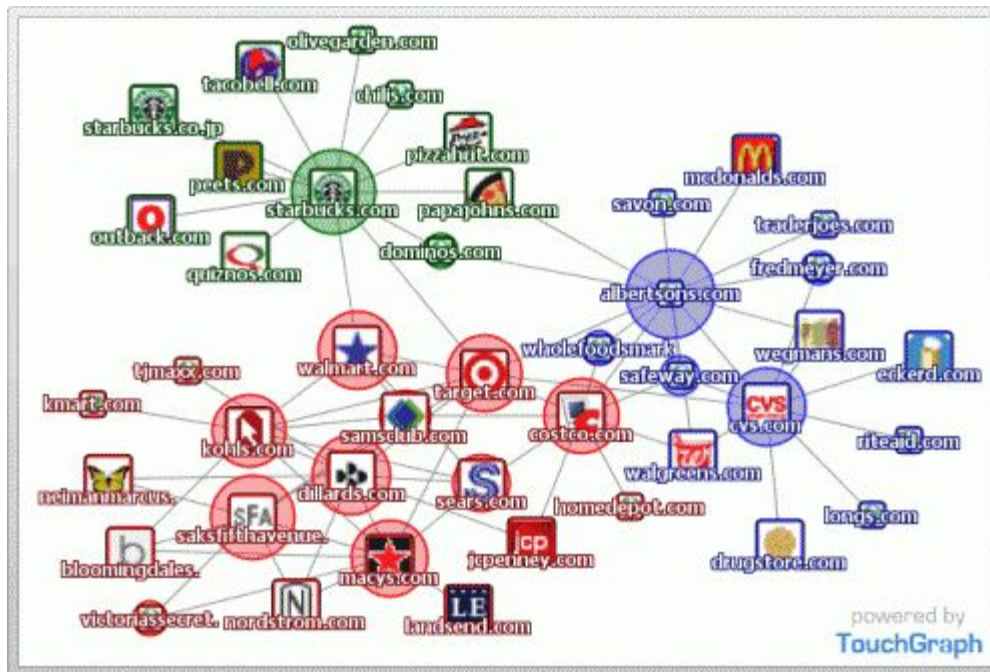 olivegarden.com
tacobell.com
chilis.com
starbucks.co.jp
pizzahut.com
peets.com
starbucks.com
papajohns.com
outback.com
dominos.com
quiznos.com
mcdonalds.com
savon.com
traderjoes.com
fredmeyer.com
albertsons.com
wholefoodsmark
wegmans.com
safeway.com
eckerd.com
walmart.com
target.com
tjmaxx.com
kmart.com
samsclub.com
costco.com
CVS
cvs.com
kohls.com
riteaid.com
walgreens.com
dillards.com
sears.com
S
neimanmarcus.
homedepot.com
longs.com
SFA
saksfifthavenue.
jcp
jcpenney.com
drugstore.com
b
bloomingdales.
macys.com
victoriassecret.
N
nordstrom.com
LE
landsend.com
powered by
TouchGraph